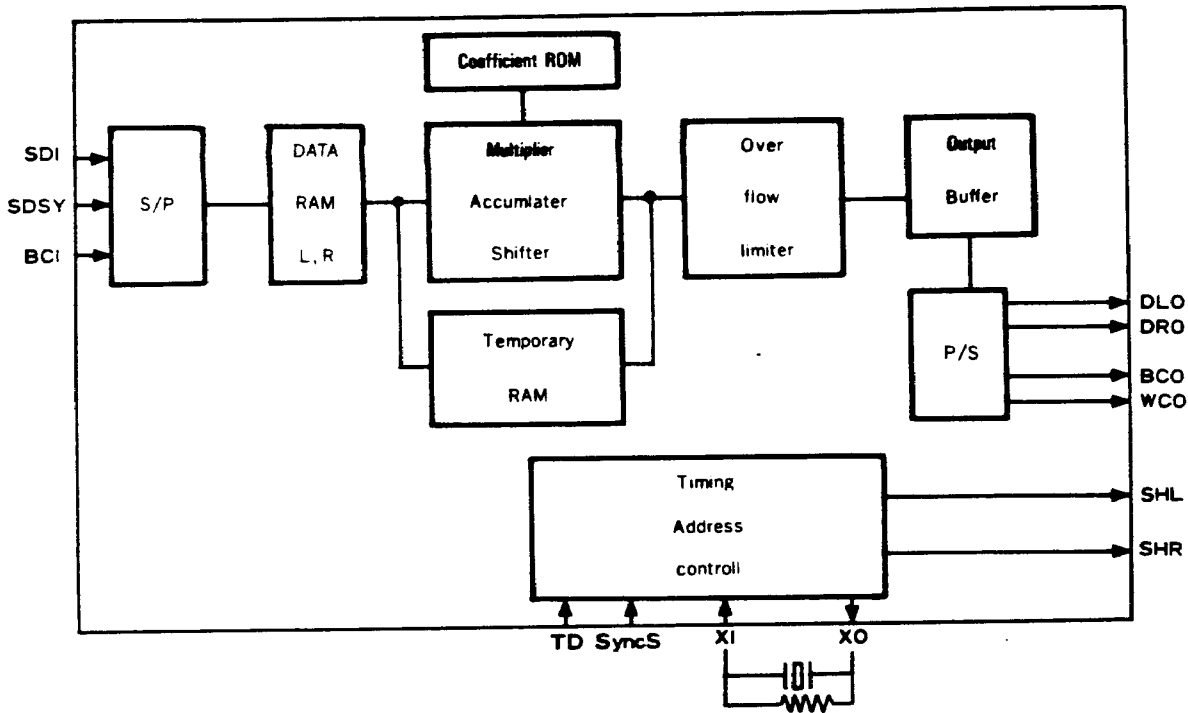 Coefficient ROM
SDI
SDSY
BCI
S/P
DATA
RAM
L, R
Multiplier
Accumlater
Shifter
Over
flow
limiter
Output
Buffer
Temporary
RAM
P/S
DLO
DRO
BCO
WCO
Timing
Address
controll
SHL
SHR
TD SyncS XI XO